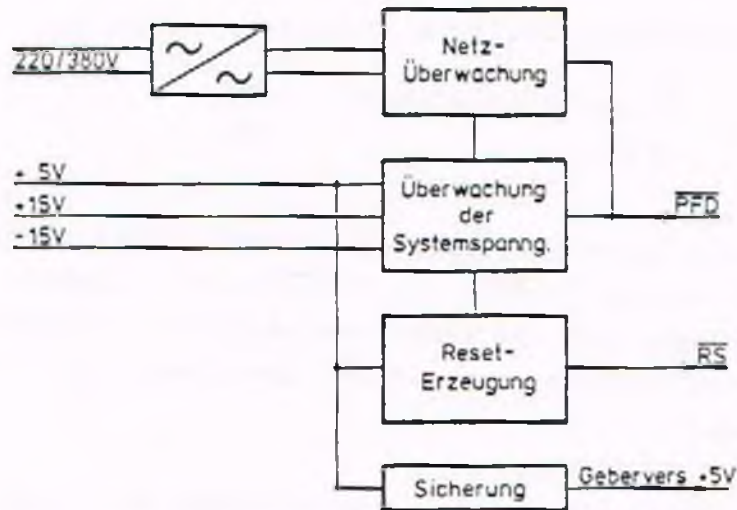 220/380V
∼
∼
Netz-
Überwachung
+ 5V
+15V
-15V
Überwachung
der
Systemspanng.
PFD
Reset-
Erzeugung
RS
Sicherung
Gebervers +5V